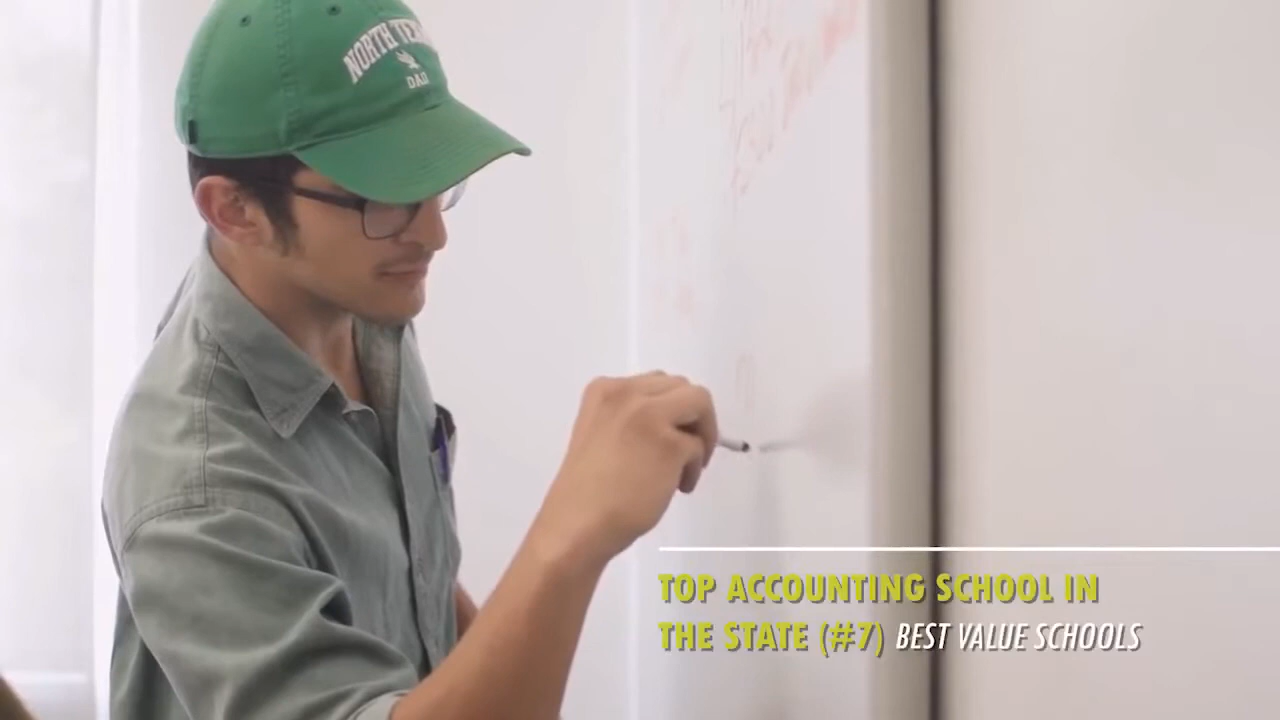 NORTH TEXAS
DAD
TOP ACCOUNTING SCHOOL IN
THE STATE (#7) BEST VALUE SCHOOLS